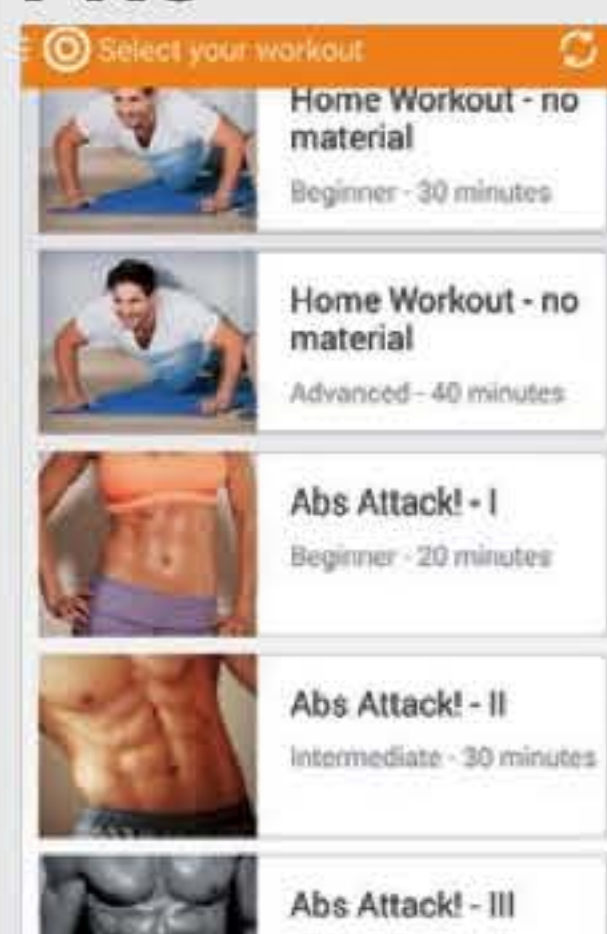 Select your workout
Home Workout - no
material
Beginner - 30 minutes
Home Workout - no
material
Advanced - 40 minutes
Abs Attack! - I
Beginner - 20 minutes
Abs Attack! - II
Intermediate - 30 minutes
Abs Attack! - III